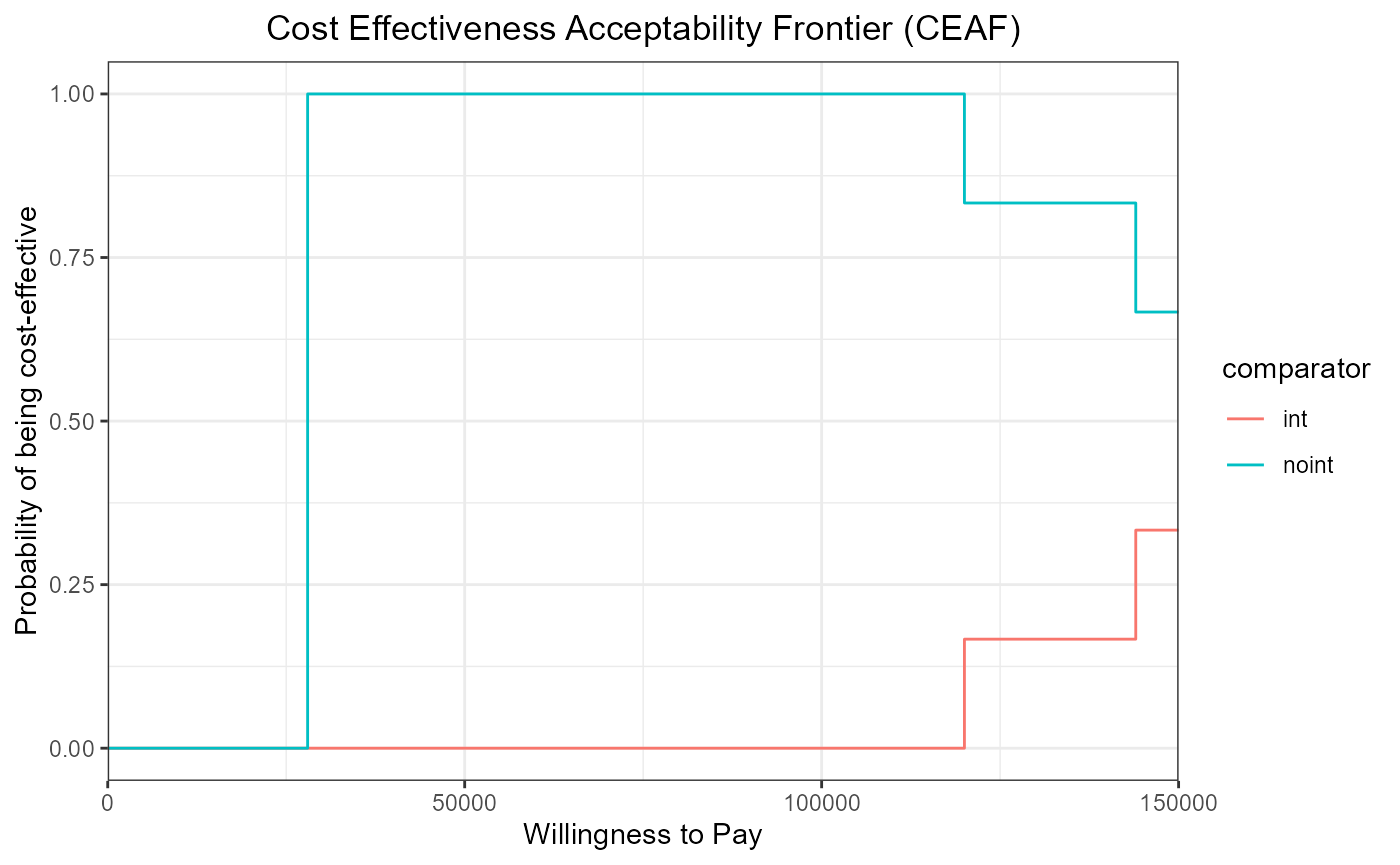 Cost Effectiveness Acceptability Frontier (CEAF)
Probability of being cost-effective
1.00
0.75
0.50
0.25
0.00
0
50000
100000
150000
Willingness to Pay
comparator
int
noint